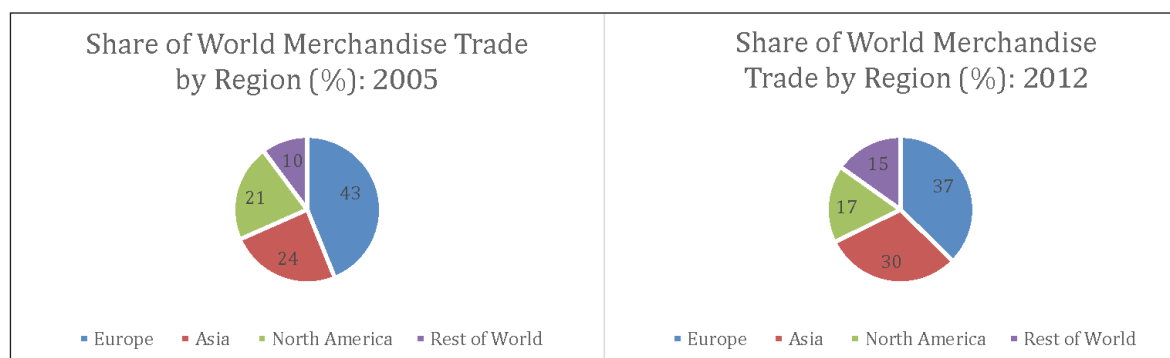 Share of World Merchandise Trade
by Region (%): 2005
10
43
21
24
Europe Asia North America Rest of World
Share of World Merchandise
Trade by Region (%): 2012
15
37
17
30
Europe Asia North America Rest of World